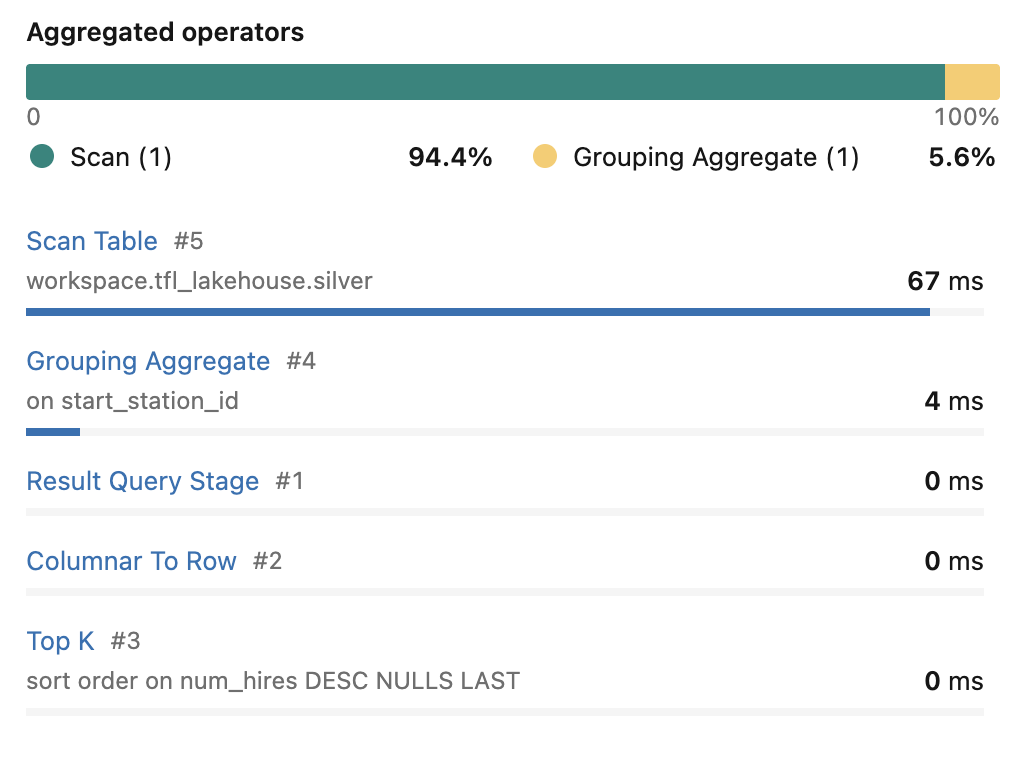 Aggregated operators
0 100%
Scan (1) 94.4% Grouping Aggregate (1) 5.6%
Scan Table #5
workspace.tfl_lakehouse.silver 67 ms
Grouping Aggregate #4
on start_station_id 4 ms
Result Query Stage #1 0 ms
Columnar To Row #2 0 ms
Top K #3
sort order on num_hires DESC NULLS LAST 0 ms